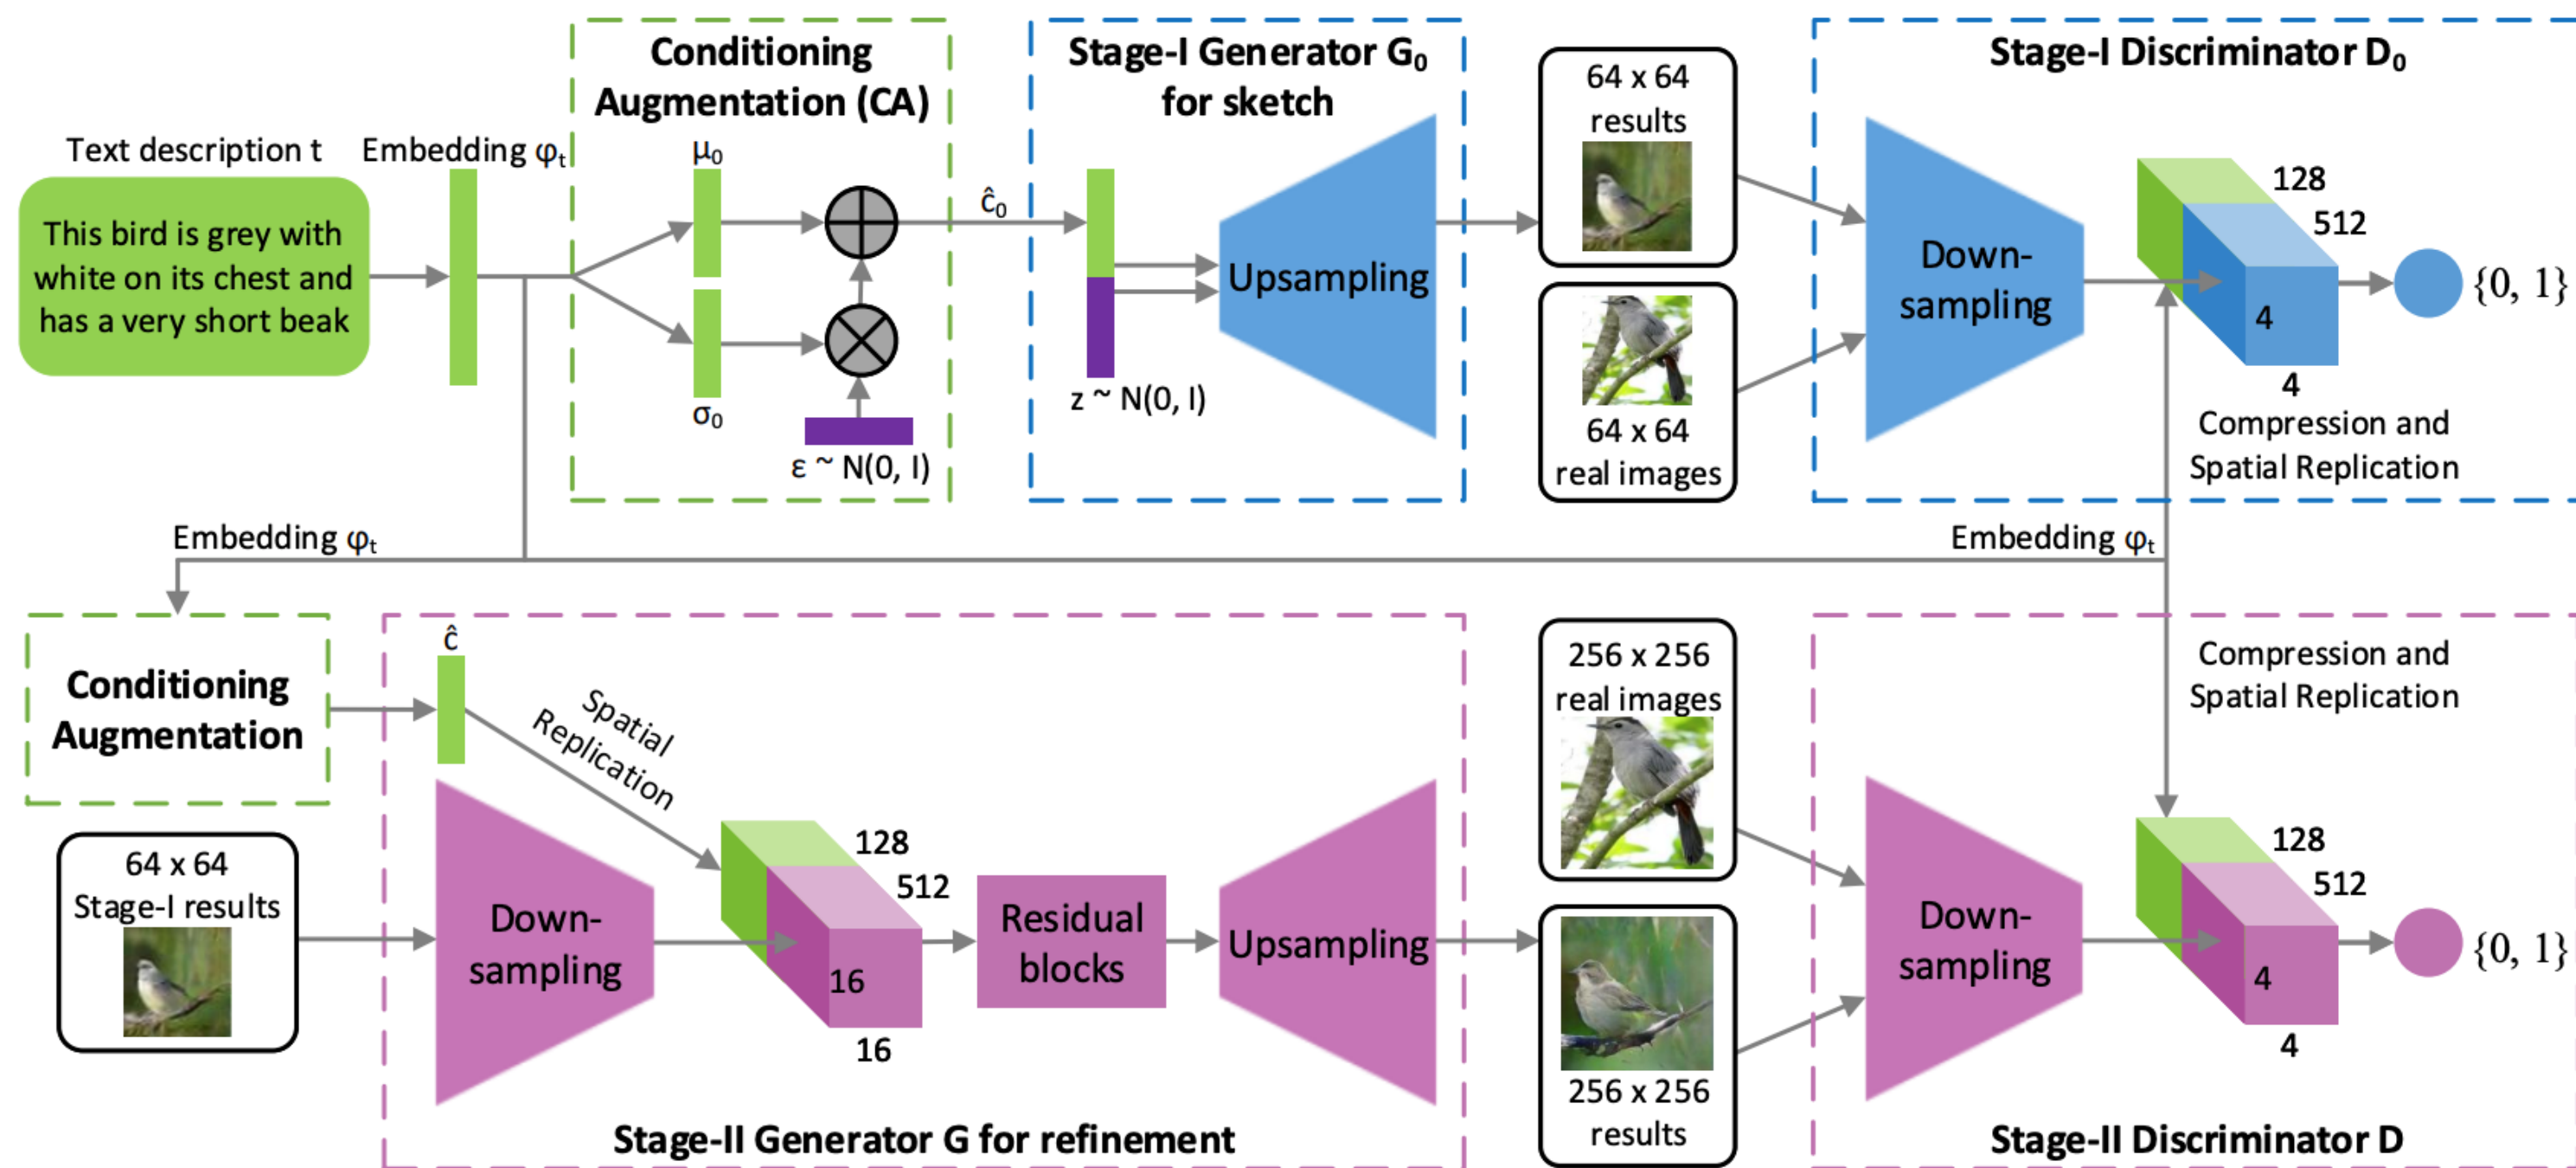 Conditioning
Augmentation (CA)
Stage-I Generator G₀
for sketch
64 x 64
results
Stage-I Discriminator D₀
Text description t
Embedding φₜ
This bird is grey with
white on its chest and
has a very short beak
μ₀
σ₀
ε ~ N(0, I)
ĉ₀
z ~ N(0, I)
Upsampling
64 x 64
real images
Down-
sampling
128
512
4
4
{0, 1}
Compression and
Spatial Replication
Embedding φₜ
Embedding φₜ
Conditioning
Augmentation
64 x 64
Stage-I results
ĉ
Spatial
Replication
Down-
sampling
128
512
16
16
Residual
blocks
Upsampling
Stage-II Generator G for refinement
256 x 256
real images
256 x 256
results
Compression and
Spatial Replication
Down-
sampling
128
512
4
4
{0, 1}
Stage-II Discriminator D